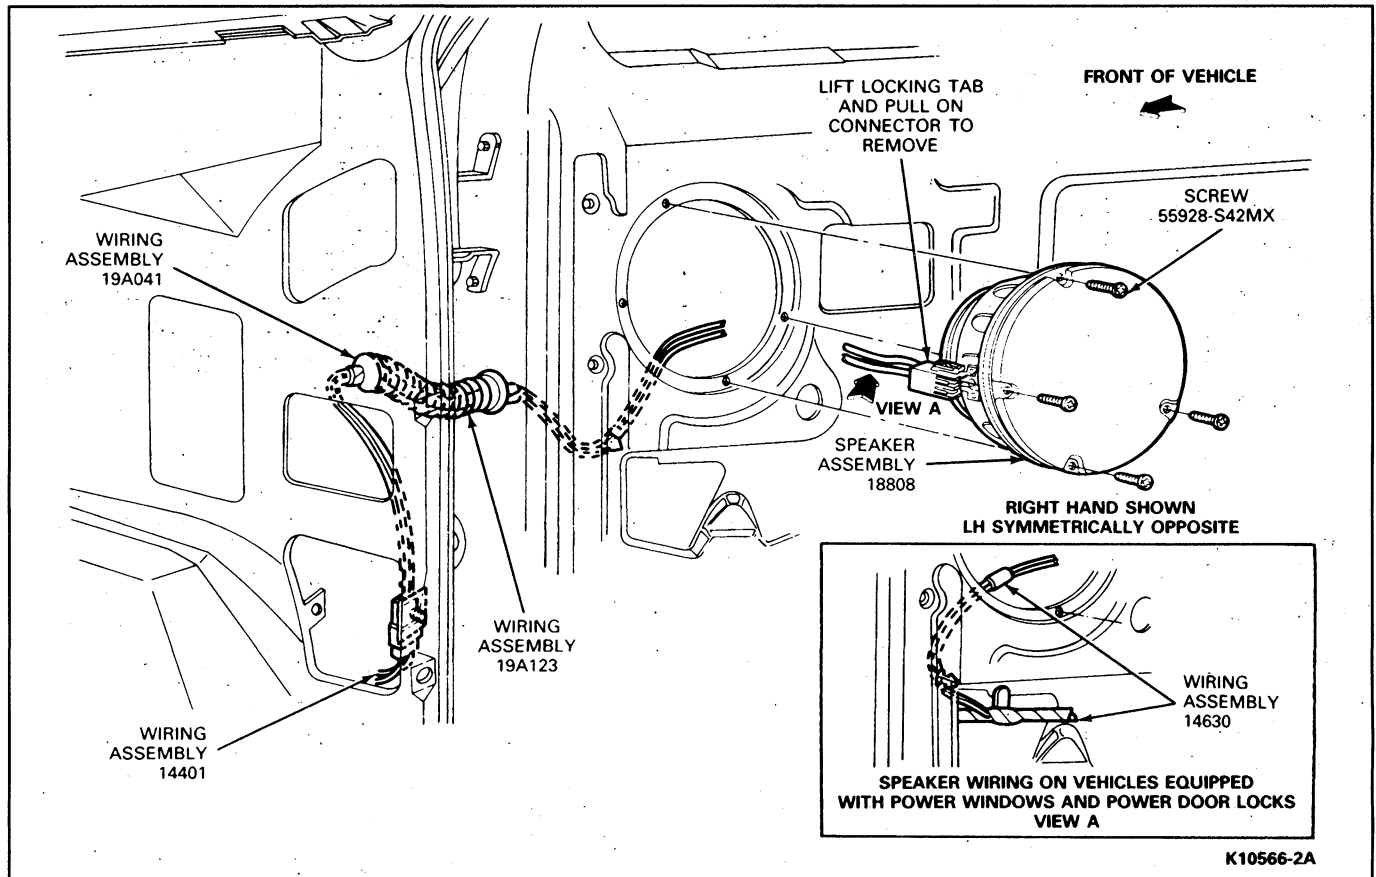 FRONT OF VEHICLE
LIFT LOCKING TAB
AND PULL ON
CONNECTOR TO
REMOVE
SCREW
55928-S42MX
WIRING
ASSEMBLY
19A041
VIEW A
SPEAKER
ASSEMBLY
18808
RIGHT HAND SHOWN
LH SYMMETRICALLY OPPOSITE
WIRING
ASSEMBLY
19A123
WIRING
ASSEMBLY
14401
WIRING
ASSEMBLY
14630
SPEAKER WIRING ON VEHICLES EQUIPPED
WITH POWER WINDOWS AND POWER DOOR LOCKS
VIEW A
K10566-2A